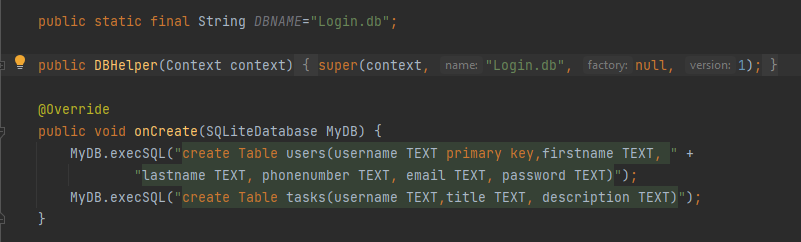 public static final String DBNAME="Login.db";
public DBHelper(Context context) { super(context, name: "Login.db", factory: null, version: 1); }
@Override
public void onCreate(SQLiteDatabase MyDB) {
MyDB.execSQL("create Table users(username TEXT primary key,firstname TEXT, " +
"lastname TEXT, phonenumber TEXT, email TEXT, password TEXT)");
MyDB.execSQL("create Table tasks(username TEXT,title TEXT, description TEXT)");
}